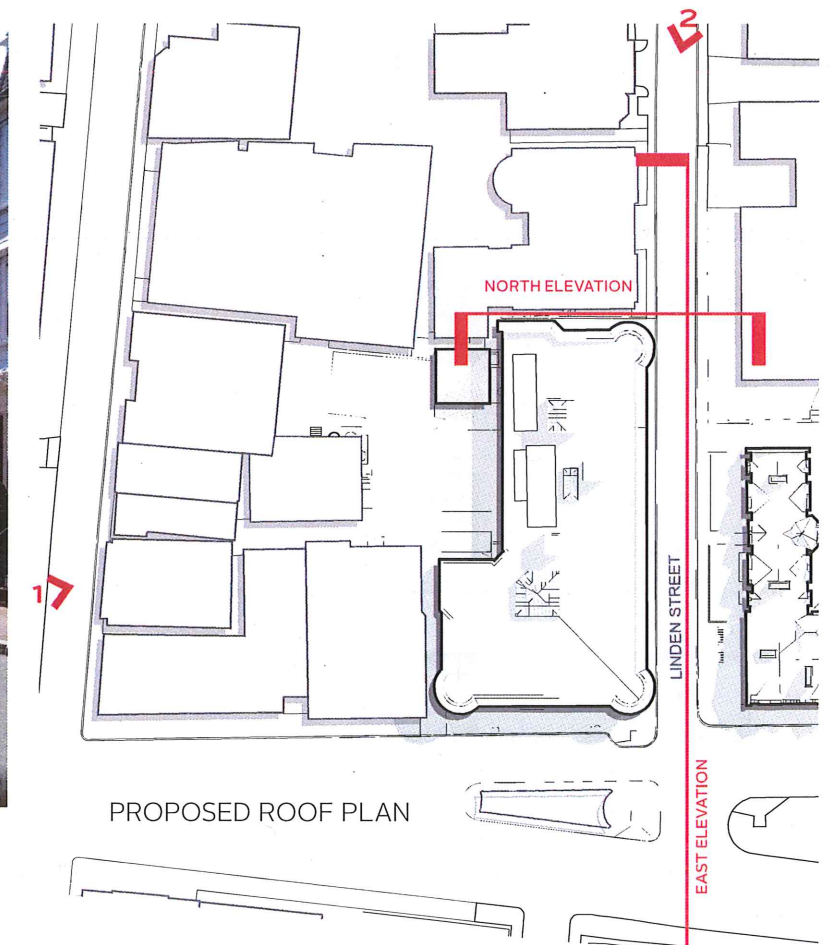 2
NORTH ELEVATION
1
LINDEN STREET
EAST ELEVATION
PROPOSED ROOF PLAN